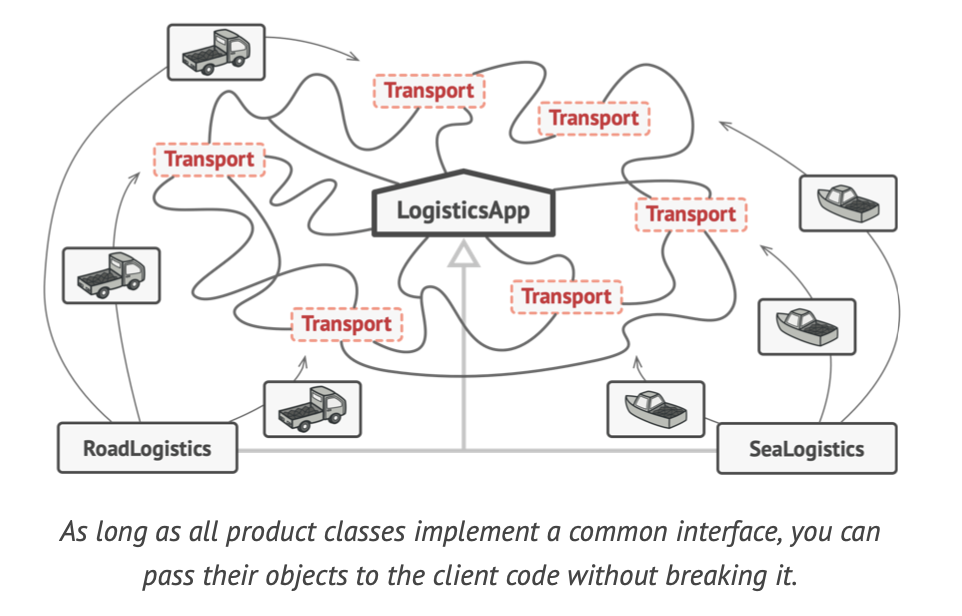 Transport
Transport
Transport
LogisticsApp
Transport
Transport
Transport
RoadLogistics
SeaLogistics
As long as all product classes implement a common interface, you can
pass their objects to the client code without breaking it.